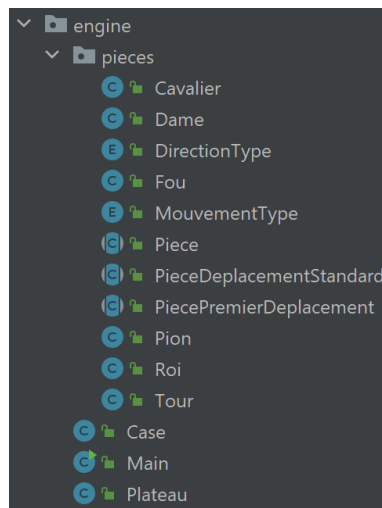 engine
pieces
Cavalier
Dame
DirectionType
Fou
MouvementType
Piece
PieceDeplacementStandard
PiecePremierDeplacement
Pion
Roi
Tour
Case
Main
Plateau